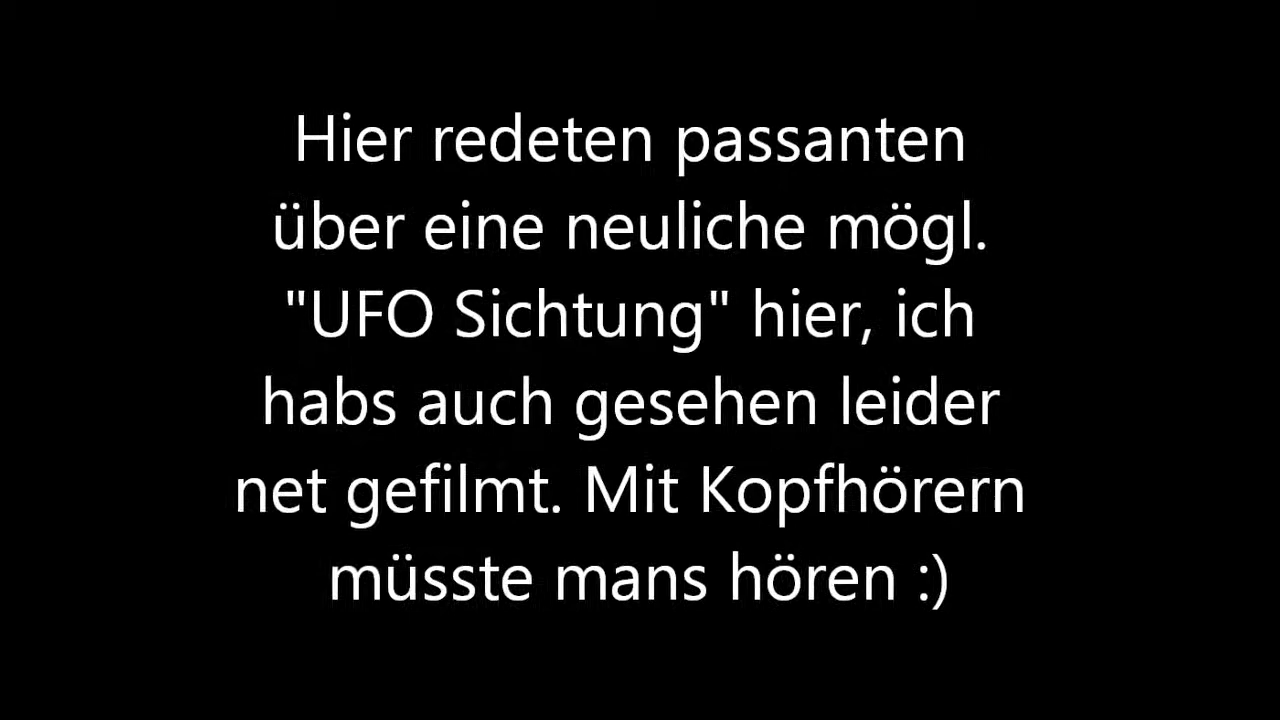 Hier redeten passanten
über eine neuliche mögl.
"UFO Sichtung" hier, ich
habs auch gesehen leider
net gefilmt. Mit Kopfhörern
müsste mans hören :)